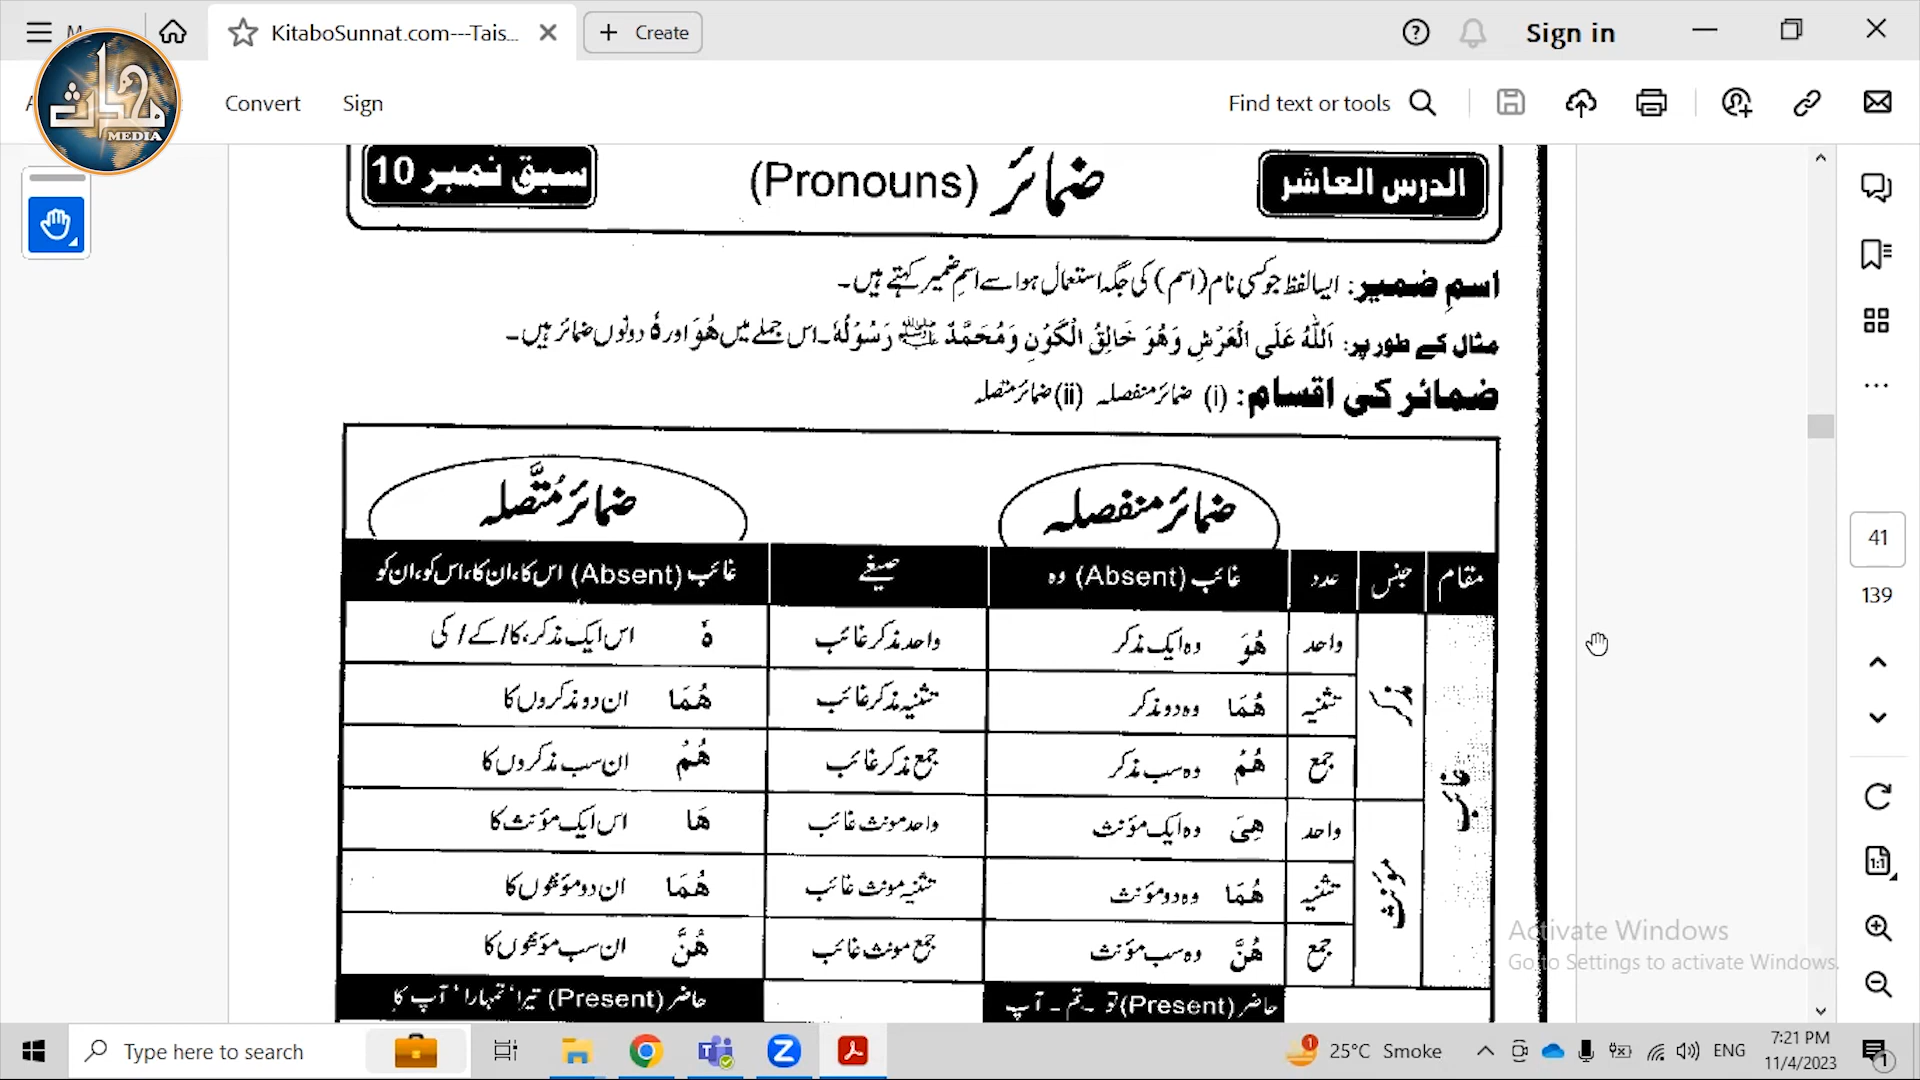 KitaboSunnat.com---Tais...
Create
Sign in
محدث
MEDIA
Convert
Sign
Find text or tools
الدرس العاشر
ضمائر (Pronouns)
سبق نمبر 10
اسمِ ضمیر: ایسا لفظ جو کسی نام (اسم) کی جگہ استعمال ہو اسے اسمِ ضمیر کہتے ہیں۔
مثال کے طور پر: اَللّٰہُ عَلَی الْعَرْشِ وَهُوَ خَالِقُ الْکَوْنِ وَمُحَمَّدٌ ﷺ رَسُوْلُهٗ۔ اس جملے میں هُوَ اور هٗ دونوں ضمائر ہیں۔
ضمائر کی اقسام: (i) ضمائر منفصلہ (ii) ضمائر متصلہ
ضمائر منفصلہ
ضمائر مُتَّصلہ
مقام جنس عدد غائب (Absent) وہ صیغے غائب (Absent) اس کا، ان کا، اس کو، ان کو
غائب مذکر واحد هُوَ وہ ایک مذکر واحد مذکر غائب هٗ اس ایک مذکر، کا / کے / کی
تثنیہ هُمَا وہ دو مذکر تثنیہ مذکر غائب هُمَا ان دو مذکروں کا
جمع هُمْ وہ سب مذکر جمع مذکر غائب هُمْ ان سب مذکروں کا
مؤنث واحد هِیَ وہ ایک مؤنث واحد مونث غائب هَا اس ایک مؤنث کا
تثنیہ هُمَا وہ دو مؤنث تثنیہ مونث غائب هُمَا ان دو مؤنثوں کا
جمع هُنَّ وہ سب مؤنث جمع مونث غائب هُنَّ ان سب مؤنثوں کا
حاضر (Present) تو ۔ تم ۔ آپ حاضر (Present) تیرا، تمہارا، آپ کا
41
139
Activate Windows
Go to Settings to activate Windows.
Type here to search
25°C Smoke
ENG
7:21 PM
11/4/2023